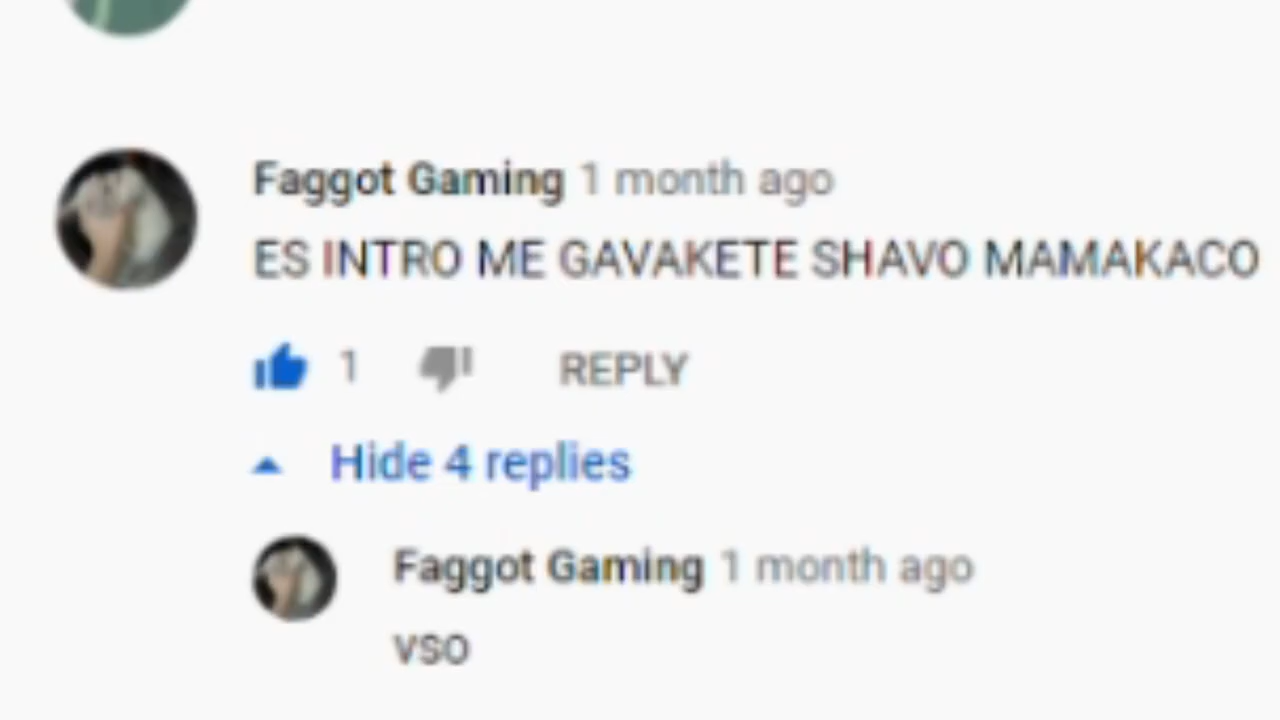 Faggot Gaming 1 month ago
ES INTRO ME GAVAKETE SHAVO MAMAKACO
1 REPLY
Hide 4 replies
Faggot Gaming 1 month ago
vso